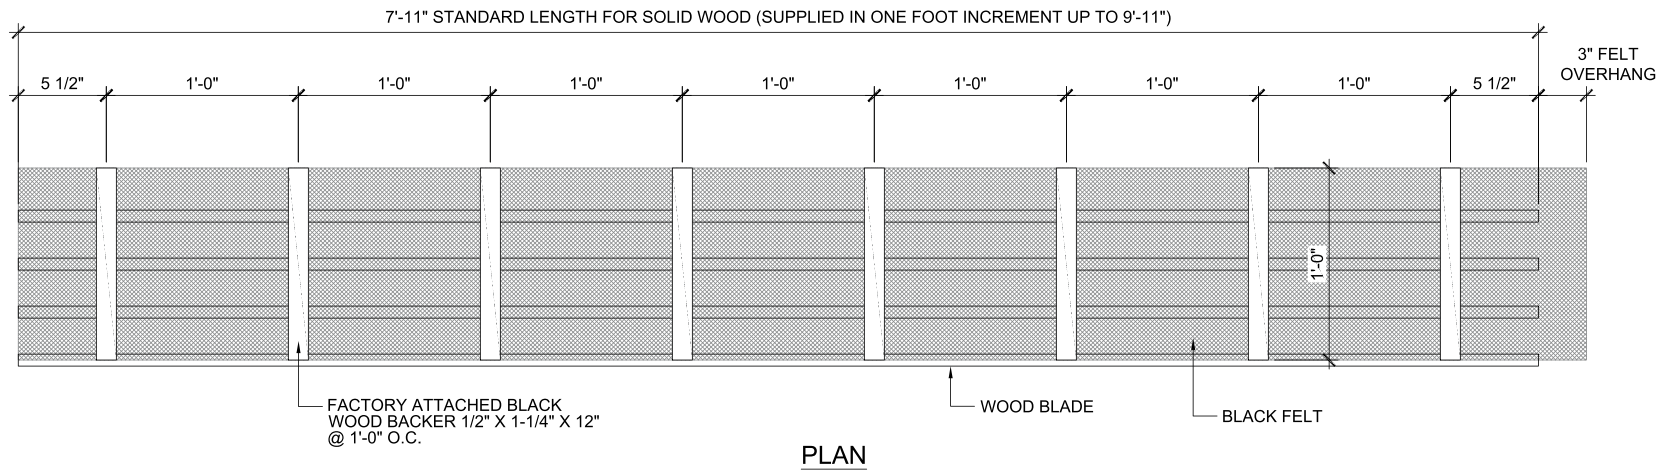 7'-11" STANDARD LENGTH FOR SOLID WOOD (SUPPLIED IN ONE FOOT INCREMENT UP TO 9'-11")
3" FELT
OVERHANG
5 1/2"
1'-0"
1'-0"
1'-0"
1'-0"
1'-0"
1'-0"
1'-0"
5 1/2"
1'-0"
FACTORY ATTACHED BLACK
WOOD BACKER 1/2" X 1-1/4" X 12"
@ 1'-0" O.C.
WOOD BLADE
BLACK FELT
PLAN